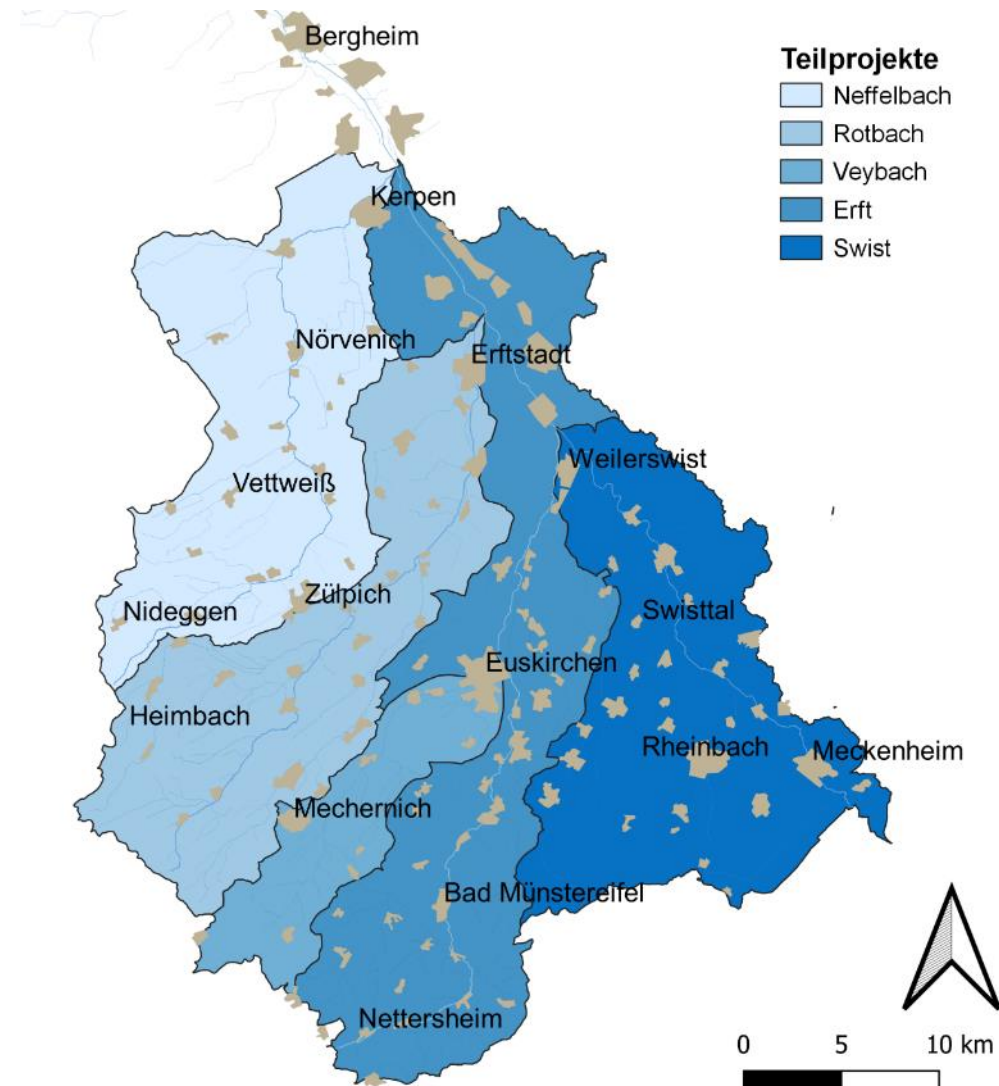 Bergheim
Teilprojekte
Neffelbach
Rotbach
Veybach
Erft
Swist
Kerpen
Nörvenich
Erftstadt
Weilerswist
Vettweiß
Zülpich
Nideggen
Swisttal
Euskirchen
Heimbach
Rheinbach
Meckenheim
Mechernich
Bad Münstereifel
Nettersheim
0 5 10 km